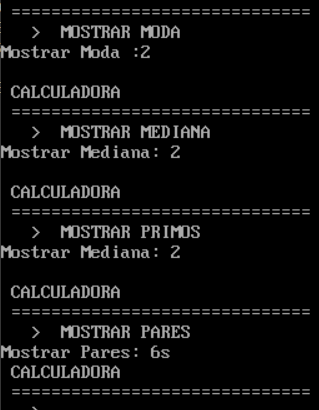 ==============================
> MOSTRAR MODA
Mostrar Moda :2
CALCULADORA
==============================
> MOSTRAR MEDIANA
Mostrar Mediana: 2
CALCULADORA
==============================
> MOSTRAR PRIMOS
Mostrar Mediana: 2
CALCULADORA
==============================
> MOSTRAR PARES
Mostrar Pares: 6s
CALCULADORA
==============================
>